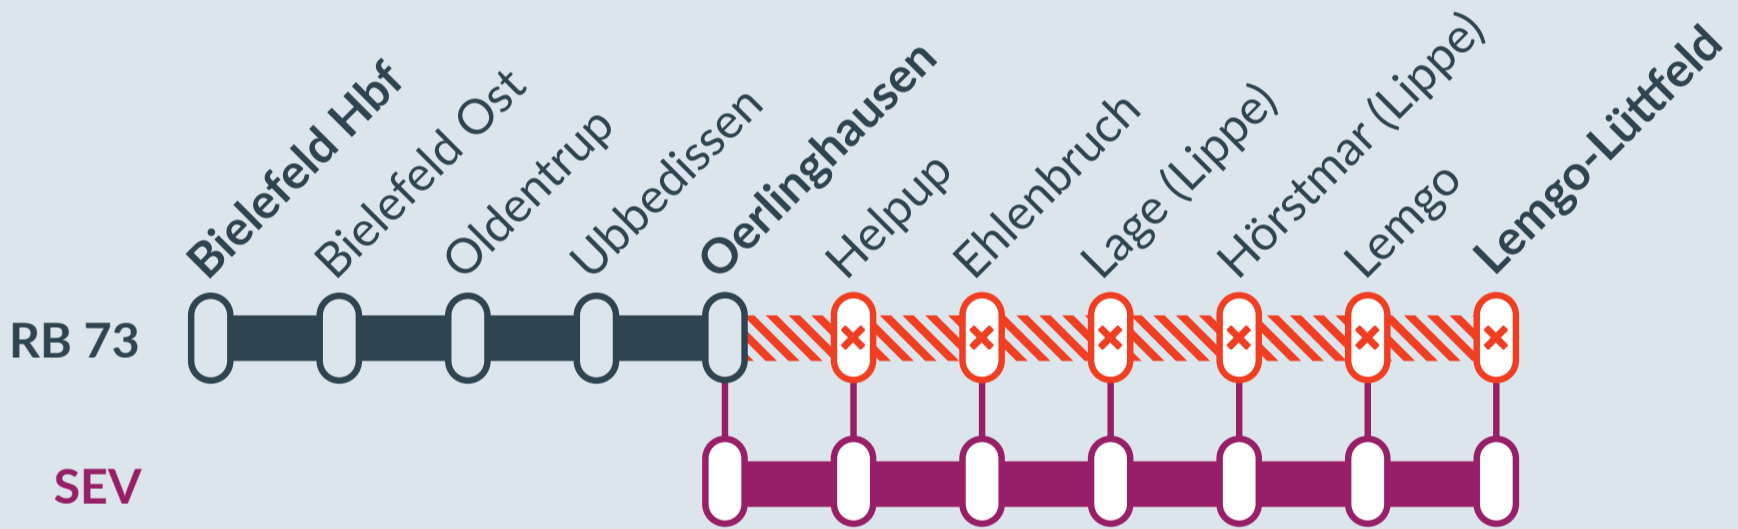 Bielefeld Hbf
Bielefeld Ost
Oldentrup
Ubbedissen
Oerlinghausen
Helpup
Ehlenbruch
Lage (Lippe)
Hörstmar (Lippe)
Lemgo
Lemgo-Lüttfeld
RB 73
SEV